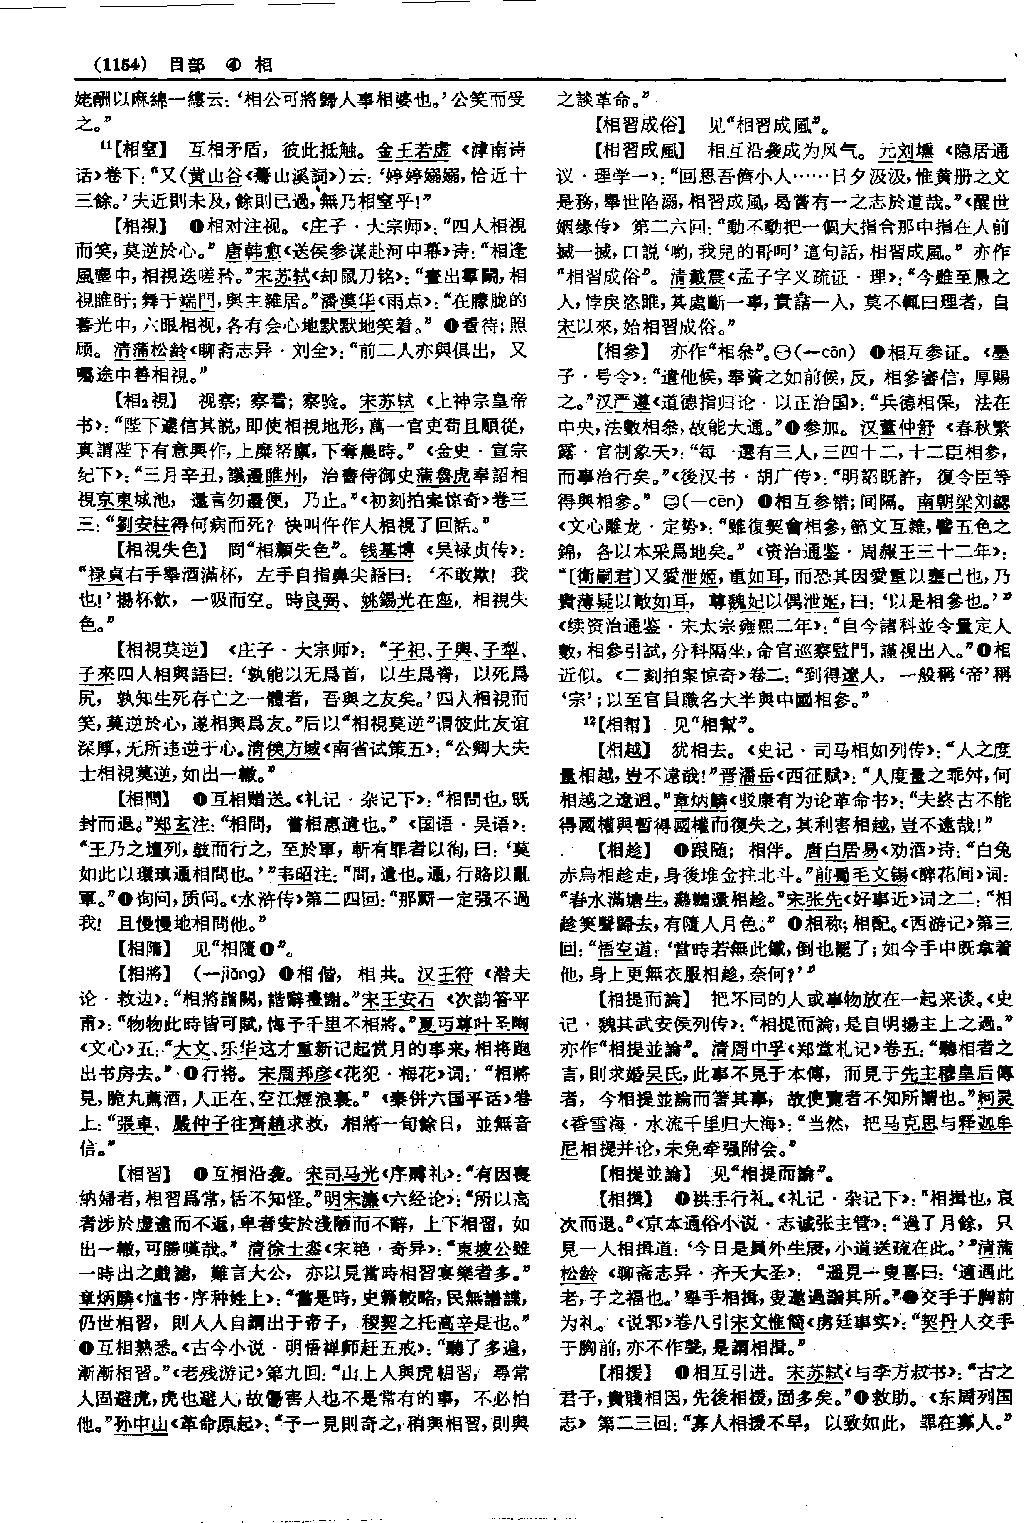 (1154) 目部 ④ 相
姥酬以麻綿一縷云：‘相公可將歸人事相婆也。’公笑而受
之。”
¹¹【相窒】 互相矛盾，彼此抵触。金王若虚《滹南诗
话》卷下：“又(黄山谷《蓦山溪詞》)云：‘婷婷嫋嫋，恰近十
三餘。’夫近則未及，餘則已過，無乃相窒乎！”
【相視】 ❶相对注视。《庄子·大宗师》：“四人相視
而笑，莫逆於心。” 唐韩愈《送侯参谋赴河中幕》诗：“相逢
風塵中，相視迭嗟矜。”宋苏轼《却鼠刀铭》：“晝出羣鬭，相
視睢盱；舞于端門，與主雜居。”潘漠华《雨点》：“在朦胧的
暮光中，六眼相视，各有会心地默默地笑着。” ❷看待；照
顾。清蒲松龄《聊斋志异·刘全》：“前二人亦與俱出，又
囑途中善相視。”
【相₂視】 视察；察看；察验。宋苏轼《上神宗皇帝
书》：“陛下遽信其説，即使相視地形，萬一官吏苟且順從，
真謂陛下有意興作，上糜帑廪，下奪農時。” 《金史·宣宗
纪下》：“三月辛丑，議遷睢州，治書侍御史蒲魯虎奉詔相
視京東城池，還言勿遷便，乃止。”《初刻拍案惊奇》卷三
三：“劉安柱得何病而死？快叫仵作人相視了回話。”
【相視失色】 同“相顧失色”。钱基博《吴禄贞传》：
“禄貞右手舉酒滿杯，左手自指鼻尖語曰：‘不敢欺！我
也！’揚杯飲，一吸而空。時良弼、姚錫光在座，相視失
色。”
【相視莫逆】 《庄子·大宗师》：“子祀、子輿、子犁、
子來四人相與語曰：‘孰能以无爲首，以生爲脊，以死爲
尻，孰知生死存亡之一體者，吾與之友矣。’四人相視而
笑，莫逆於心，遂相與爲友。”后以“相視莫逆”谓彼此友谊
深厚，无所违逆于心。清侯方域《南省试策五》：“公卿大夫
士相視莫逆，如出一轍。”
【相問】 ❶互相赠送。《礼记·杂记下》：“相問也，既
封而退。”郑玄注：“相問，嘗相惠遺也。” 《国语·吴语》：
“王乃之壇列，鼓而行之，至於軍，斬有罪者以徇，曰：‘莫
如此以環瑱通相問也。’”韦昭注：“問，遺也。通，行賂以亂
軍。”❷询问，质问。《水浒传》第二四回：“那厮一定强不過
我！且慢慢地相問他。”
【相隋】 见“相隨❶”。
【相將】 (－jiāng) ❶相偕，相共。汉王符《潜夫
论·救边》：“相將詣闕，諧辭禮謝。”宋王安石《次韵答平
甫》：“物物此時皆可賦，悔予千里不相將。”夏丏尊叶圣陶
《文心》五：“大文、乐华这才重新记起赏月的事来，相将跑
出书房去。” ❷行将。宋周邦彦《花犯·梅花》词：“相將
見，脆丸薦酒，人正在、空江煙浪裏。” 《秦併六国平话》卷
上：“張車、嚴仲子往齊趙求救，相將一旬餘日，並無音
信。”
【相習】 ❶互相沿袭。宋司马光《序賻礼》：“有因喪
纳婦者，相習爲常，恬不知怪。”明宋濂《六经论》：“所以高
者涉於虚遠而不返，卑者安於淺陋而不辭，上下相習，如
出一轍，可勝嘆哉。” 清徐士銮《宋艳·奇异》：“東坡公雖
一時出之戲謔，難言大公，亦以見當時相習宴樂者多。”
章炳麟《訄书·序种姓上》：“當是時，史籍較略，民無譜諜，
仍世相習，則人人自謂出于帝子，稷契之托高辛是也。”
❷互相熟悉。《古今小说·明悟禅师赶五戒》：“聽了多遍，
漸漸相習。”《老残游记》第九回：“山上人與虎相習，尋常
人固避虎，虎也避人，故傷害人也不是常有的事，不必怕
他。”孙中山《革命原起》：“予一見則奇之，稍與相習，則與
之談革命。”
【相習成俗】 见“相習成風”。
【相習成風】 相互沿袭成为风气。元刘壎《隐居通
议·理学一》：“回思吾儕小人……日夕汲汲，惟黄册之文
是務，舉世陷溺，相習成風，曷嘗有一之志於道哉。”《醒世
姻缘传》第二六回：“動不動把一個大指合那中指在人前
搣一搣，口説‘喲，我兒的哥呵’這句話，相習成風。” 亦作
“相習成俗”。清戴震《孟子字义疏证·理》：“今雖至愚之
人，悖戾恣睢，其處斷一事，責詰一人，莫不輒曰理者，自
宋以來，始相習成俗。”
【相參】 亦作“相叅”。㊀(－cān) ❶相互参证。《墨
子·号令》：“遣他候，奉資之如前候，反，相參審信，厚賜
之。”汉严遵《道德指归论·以正治国》：“兵德相保，法在
中央，法數相叅，故能大通。”❷参加。汉董仲舒《春秋繁
露·官制象天》：“每一選有三人，三四十二，十二臣相参，
而事治行矣。”《後汉书·胡广传》：“明詔既許，復令臣等
得與相參。” ㊁(－cēn) ❶相互参错；间隔。南朝梁刘勰
《文心雕龙·定势》：“雖復契會相參，節文互雜，譬五色之
錦，各以本采爲地矣。” 《资治通鉴·周赧王三十二年》：
“[衛嗣君]又愛泄姬，重如耳，而恐其因愛重以壅己也，乃
貴薄疑以敵如耳，尊魏妃以偶泄姬，曰：‘以是相參也。’”
《续资治通鉴·宋太宗雍熙二年》：“自今諸科並令量定人
數，相參引試，分科隔坐，命官巡察監門，謹視出入。”❷相
近似。《二刻拍案惊奇》卷二：“到得遼人，一般稱‘帝’稱
‘宗’；以至官員職名大半與中國相參。”
¹²【相幇】 见“相幫”。
【相越】 犹相去。《史记·司马相如列传》：“人之度
量相越，豈不遠哉！”晋潘岳《西征赋》：“人度量之乖舛，何
相越之遼迥。”章炳麟《驳康有为论革命书》：“夫終古不能
得國權與暫得國權而復失之，其利害相越，豈不遠哉！”
【相趁】 ❶跟随；相伴。唐白居易《劝酒》诗：“白兔
赤烏相趁走，身後堆金拄北斗。”前蜀毛文锡《醉花间》词：
“春水滿塘生，鸂鶒還相趁。”宋张先《好事近》词之二：“相
趁笑聲歸去，有隨人月色。” ❷相称；相配。《西游记》第三
回：“悟空道：‘當時若無此鐵，倒也罷了；如今手中既拿着
他，身上更無衣服相趁，奈何？’”
【相提而論】 把不同的人或事物放在一起来谈。《史
记·魏其武安侯列传》：“相提而論，是自明揚主上之過。”
亦作“相提並論”。清周中孚《郑堂札记》卷五：“聽相者之
言，則求婚吴氏，此事不見于本傳，而見于先主穆皇后傳
者，今相提並論而著其事，故使覽者不知所謂也。”柯灵
《香雪海·水流千里归大海》：“当然，把马克思与释迦牟
尼相提并论，未免牵强附会。”
【相提並論】 见“相提而論”。
【相揖】 ❶拱手行礼。《礼记·杂记下》：“相揖也，哀
次而退。”《京本通俗小说·志诚张主管》：“過了月餘，只
見一人相揖道：‘今日是員外生辰，小道送疏在此。’”清蒲
松龄《聊斋志异·齐天大圣》：“遥見一叟喜曰：‘適遇此
老，子之福也。’舉手相揖，叟邀過詣其所。”❷交手于胸前
为礼。《说郛》卷八引宋文惟简《虏廷事实》：“契丹人交手
于胸前，亦不作聲，是謂相揖。”
【相援】 ❶相互引进。宋苏轼《与李方叔书》：“古之
君子，貴賤相因，先後相援，固多矣。”❷救助。《东周列国
志》第二三回：“寡人相援不早，以致如此，罪在寡人。”